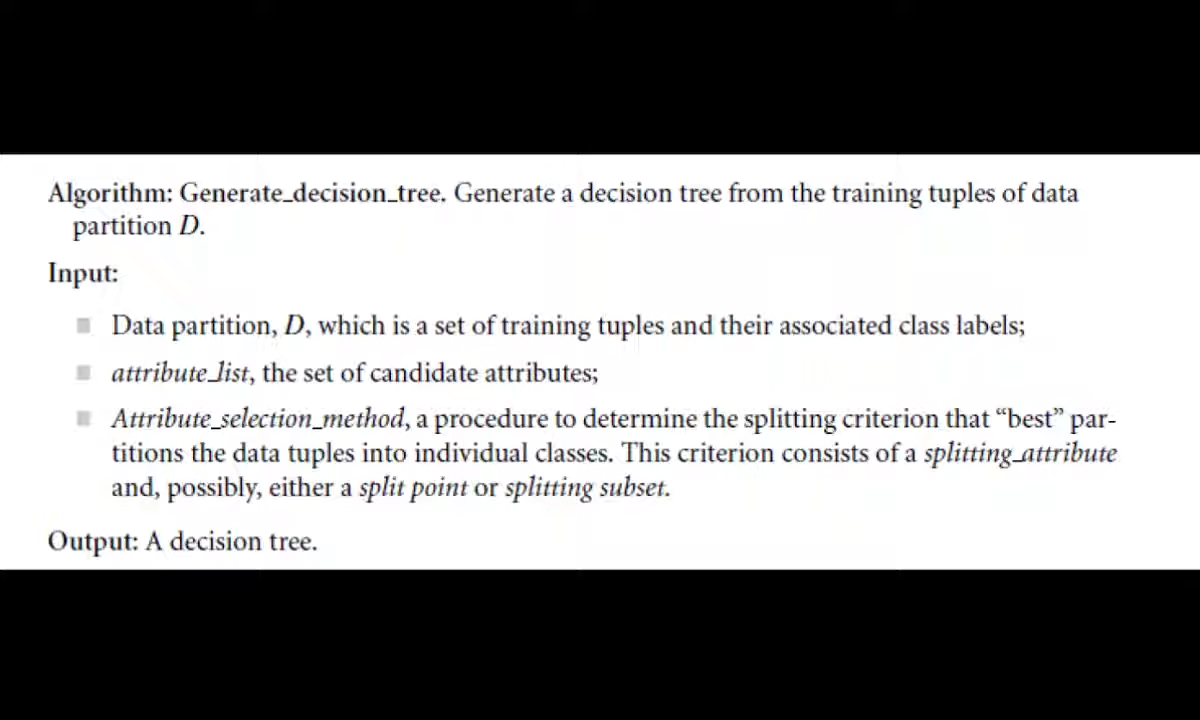 Algorithm: Generate_decision_tree. Generate a decision tree from the training tuples of data
partition D.
Input:
Data partition, D, which is a set of training tuples and their associated class labels;
attribute_list, the set of candidate attributes;
Attribute_selection_method, a procedure to determine the splitting criterion that “best” par-
titions the data tuples into individual classes. This criterion consists of a splitting_attribute
and, possibly, either a split point or splitting subset.
Output: A decision tree.